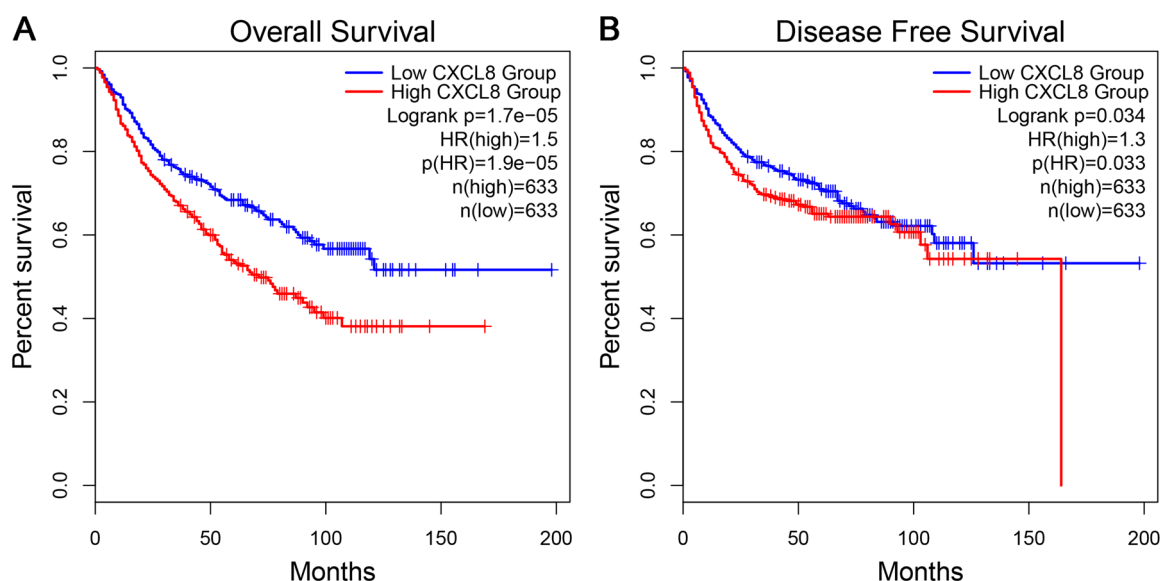 A
Overall Survival
Low CXCL8 Group
High CXCL8 Group
Logrank p=1.7e−05
HR(high)=1.5
p(HR)=1.9e−05
n(high)=633
n(low)=633
Percent survival
1.0
0.8
0.6
0.4
0.2
0.0
0
50
100
150
200
Months
B
Disease Free Survival
Low CXCL8 Group
High CXCL8 Group
Logrank p=0.034
HR(high)=1.3
p(HR)=0.033
n(high)=633
n(low)=633
Percent survival
1.0
0.8
0.6
0.4
0.2
0.0
0
50
100
150
200
Months